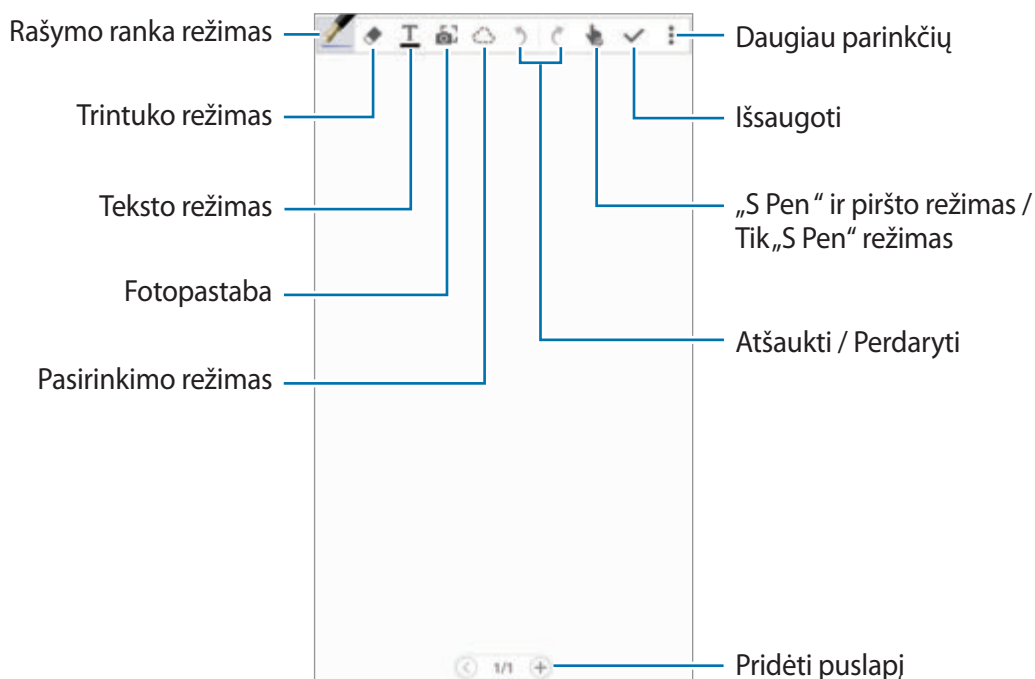 Rašymo ranka režimas
Trintuko režimas
Teksto režimas
Fotopastaba
Pasirinkimo režimas
T
Daugiau parinkčių
Išsaugoti
„S Pen“ ir piršto režimas /
Tik „S Pen“ režimas
Atšaukti / Perdaryti
1/1
Pridėti puslapį